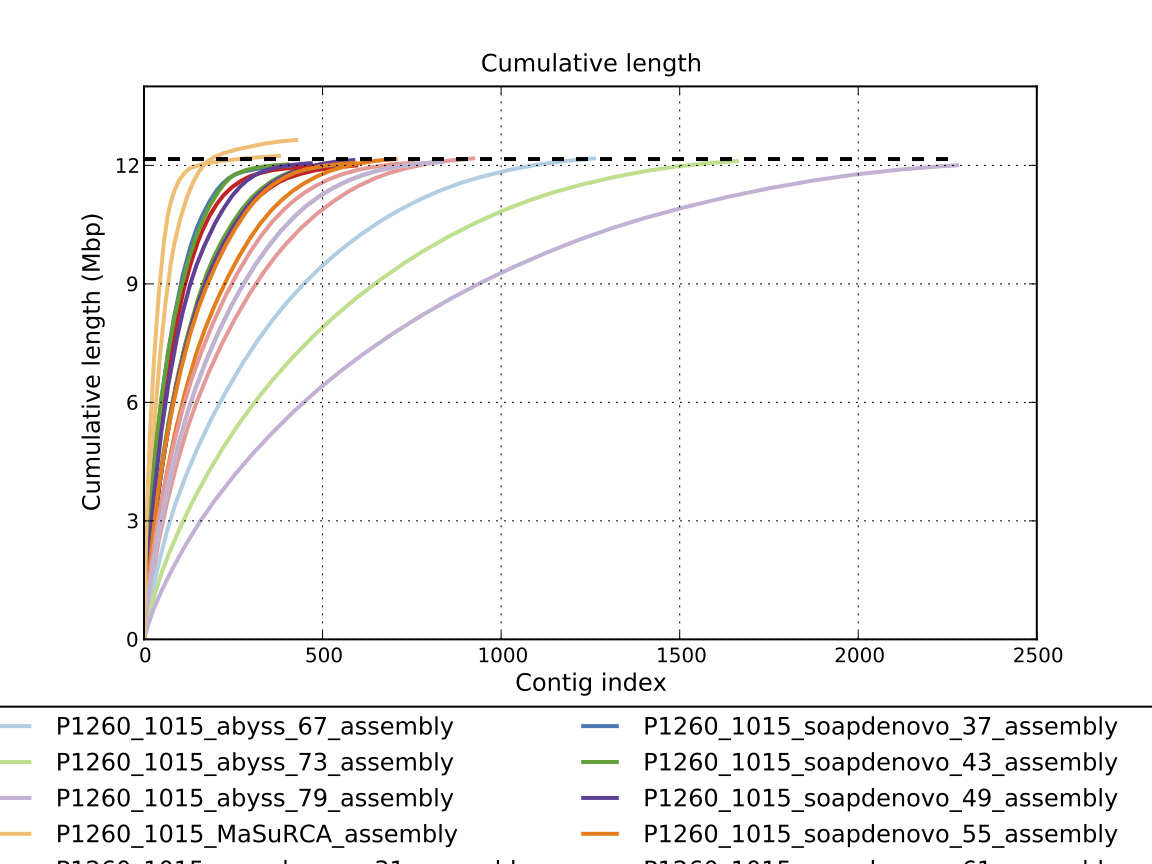 Cumulative length
Cumulative length (Mbp)
12
9
6
3
0
0 500 1000 1500 2000 2500
Contig index
P1260_1015_abyss_67_assembly
P1260_1015_abyss_73_assembly
P1260_1015_abyss_79_assembly
P1260_1015_MaSuRCA_assembly
P1260_1015_soapdenovo_37_assembly
P1260_1015_soapdenovo_43_assembly
P1260_1015_soapdenovo_49_assembly
P1260_1015_soapdenovo_55_assembly